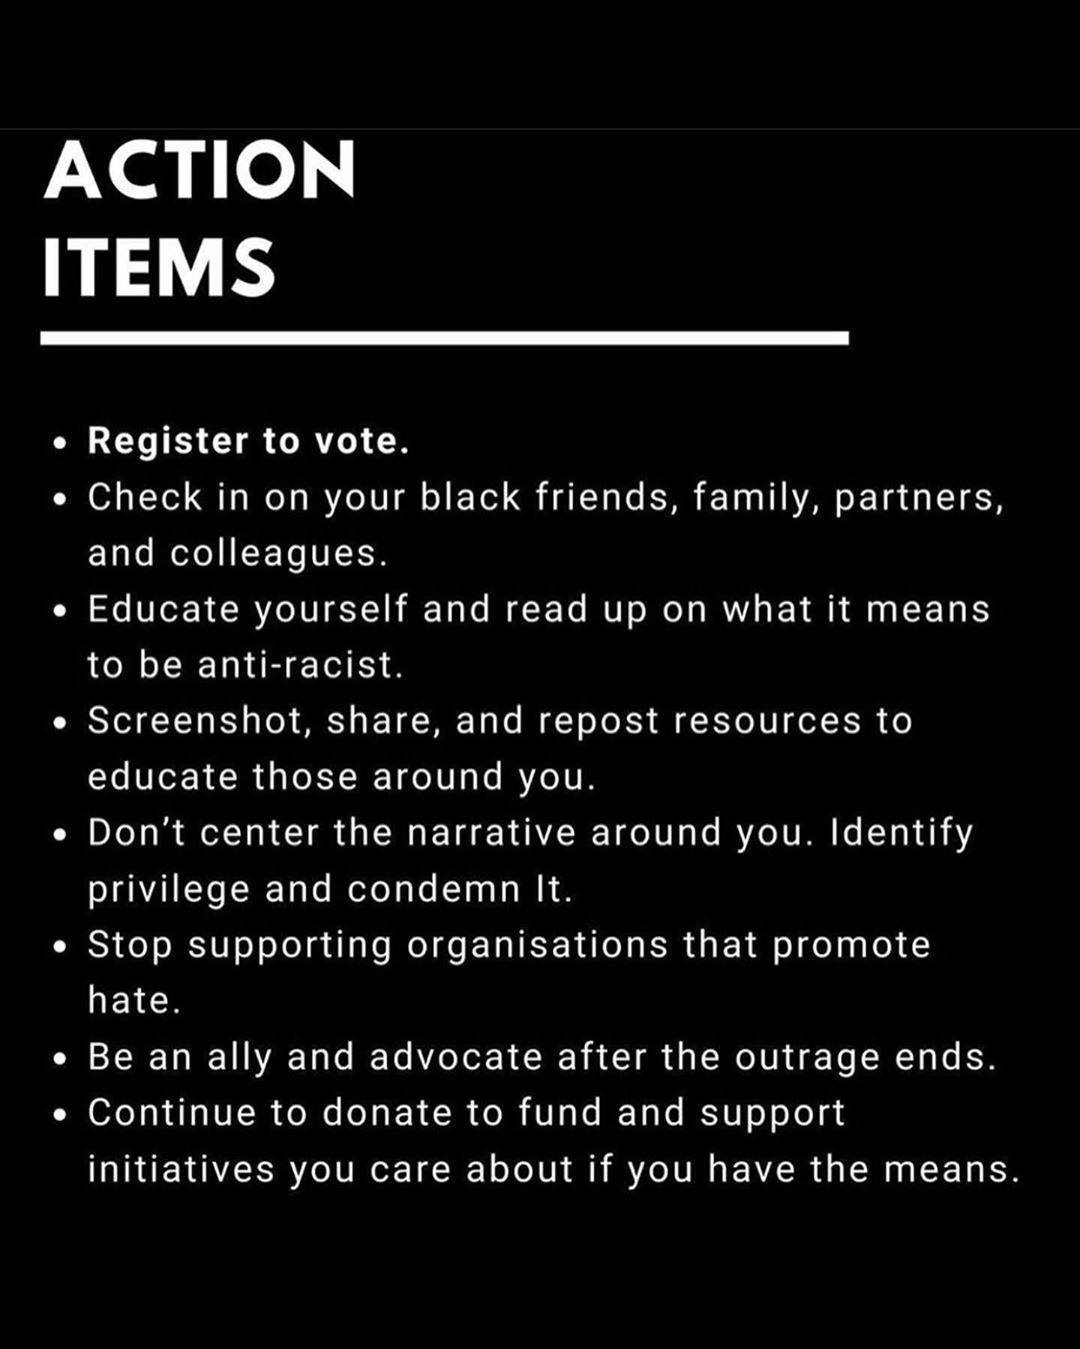 ACTION
ITEMS
• Register to vote.
• Check in on your black friends, family, partners,
and colleagues.
• Educate yourself and read up on what it means
to be anti-racist.
• Screenshot, share, and repost resources to
educate those around you.
• Don't center the narrative around you. Identify
privilege and condemn It.
• Stop supporting organisations that promote
hate.
• Be an ally and advocate after the outrage ends.
• Continue to donate to fund and support
initiatives you care about if you have the means.